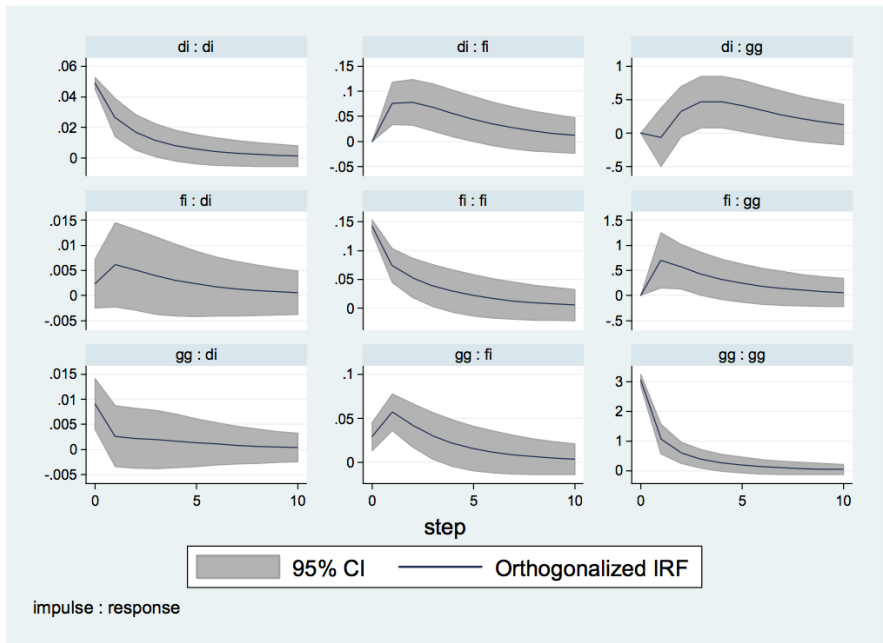 di : di
di : fi
di : gg
.06
.04
.02
0
.15
.1
.05
0
-.05
1
.5
0
-.5
fi : di
fi : fi
fi : gg
.015
.01
.005
0
-.005
.15
.1
.05
0
1.5
1
.5
0
-.5
gg : di
gg : fi
gg : gg
.015
.01
.005
0
-.005
.1
.05
0
3
2
1
0
0 5 10
0 5 10
0 5 10
step
95% CI Orthogonalized IRF
impulse : response